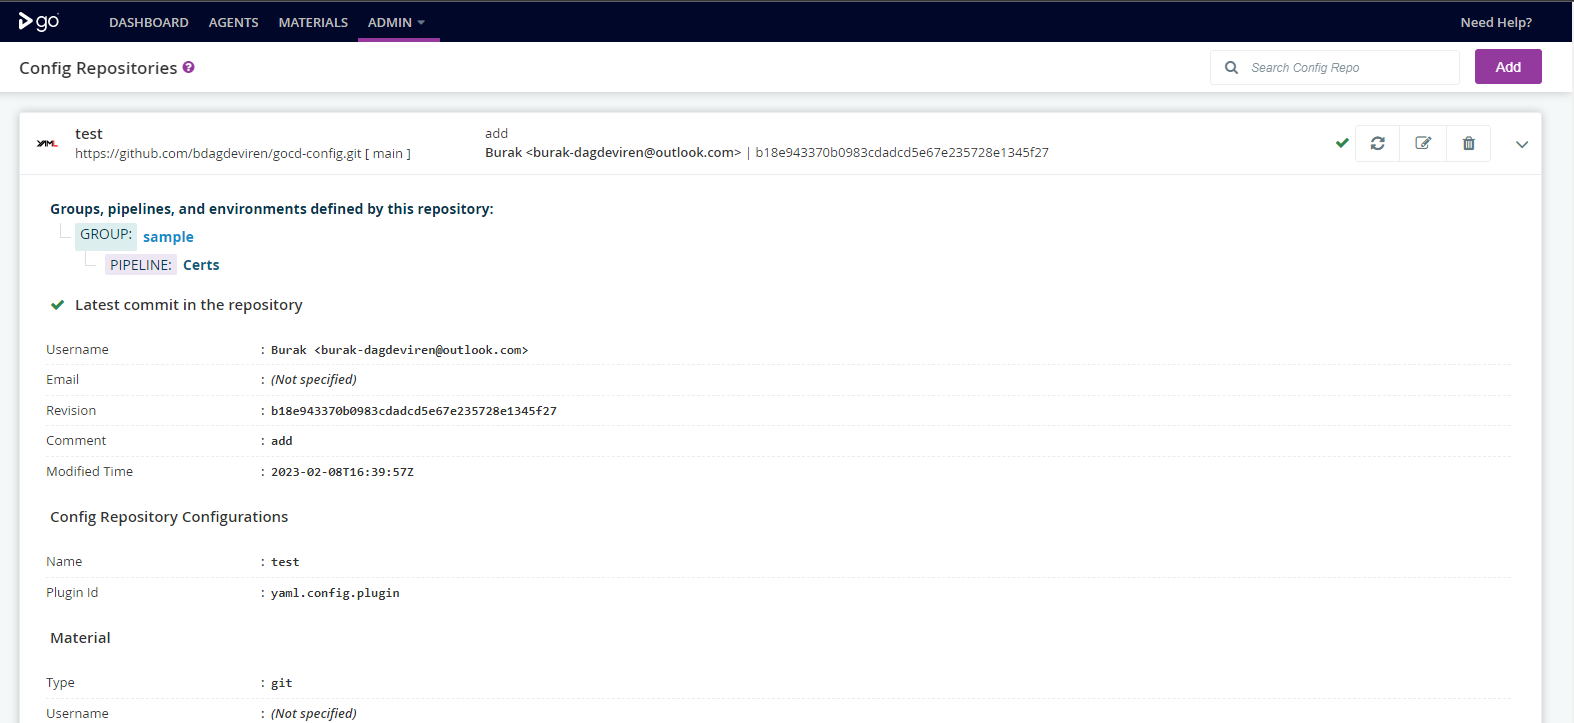 go DASHBOARD AGENTS MATERIALS ADMIN Need Help?
Config Repositories ? Search Config Repo Add
YAML test add
https://github.com/bdagdeviren/gocd-config.git [ main ] Burak <burak-dagdeviren@outlook.com> | b18e943370b0983cdadcd5e67e235728e1345f27
Groups, pipelines, and environments defined by this repository:
GROUP: sample
PIPELINE: Certs
Latest commit in the repository
Username : Burak <burak-dagdeviren@outlook.com>
Email : (Not specified)
Revision : b18e943370b0983cdadcd5e67e235728e1345f27
Comment : add
Modified Time : 2023-02-08T16:39:57Z
Config Repository Configurations
Name : test
Plugin Id : yaml.config.plugin
Material
Type : git
Username : (Not specified)